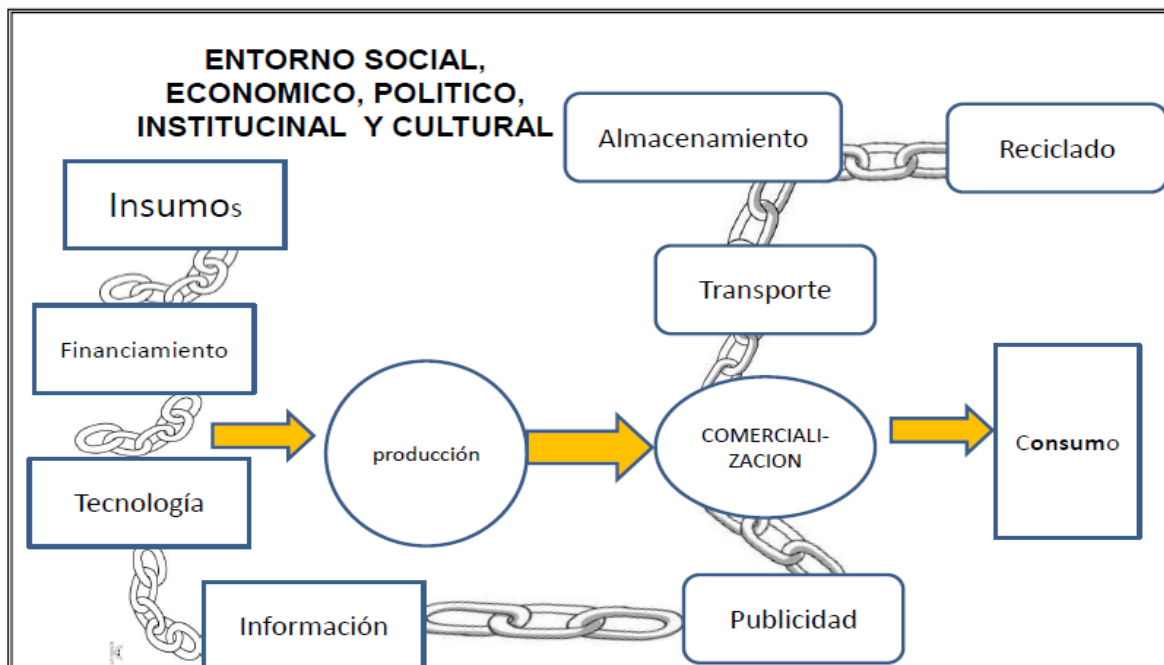 ENTORNO SOCIAL,
ECONOMICO, POLITICO,
INSTITUCINAL Y CULTURAL
Almacenamiento
Reciclado
Insumos
Transporte
Financiamiento
producción
COMERCIALI-
ZACION
Consumo
Tecnología
Información
Publicidad